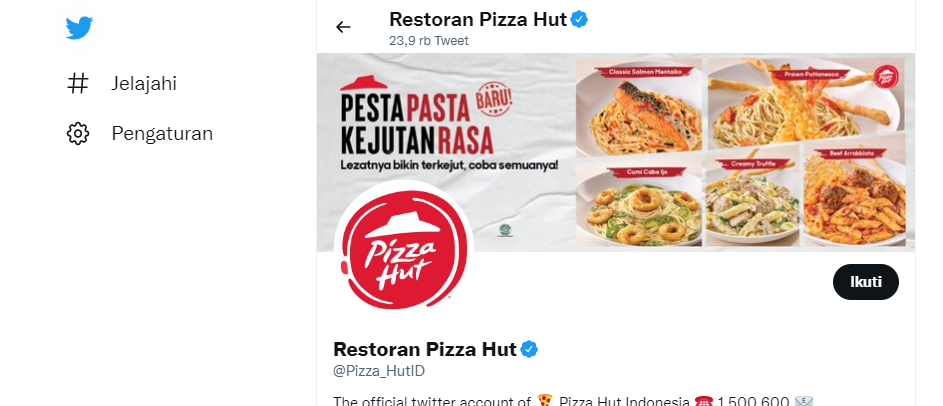 Restoran Pizza Hut
23,9 rb Tweet
# Jelajahi
Pengaturan
PESTA PASTA BARU!
KEJUTAN RASA
Lezatnya bikin terkejut, coba semuanya!
Classic Salmon Mentaiko
Prawn Puttanesca
Cumi Cabe Ijo
Creamy Truffle
Beef Arrabbiata
Pizza Hut
Pizza
Hut
Ikuti
Restoran Pizza Hut
@Pizza_HutID
The official twitter account of 🍕 Pizza Hut Indonesia ☎️ 1 500 600 📧